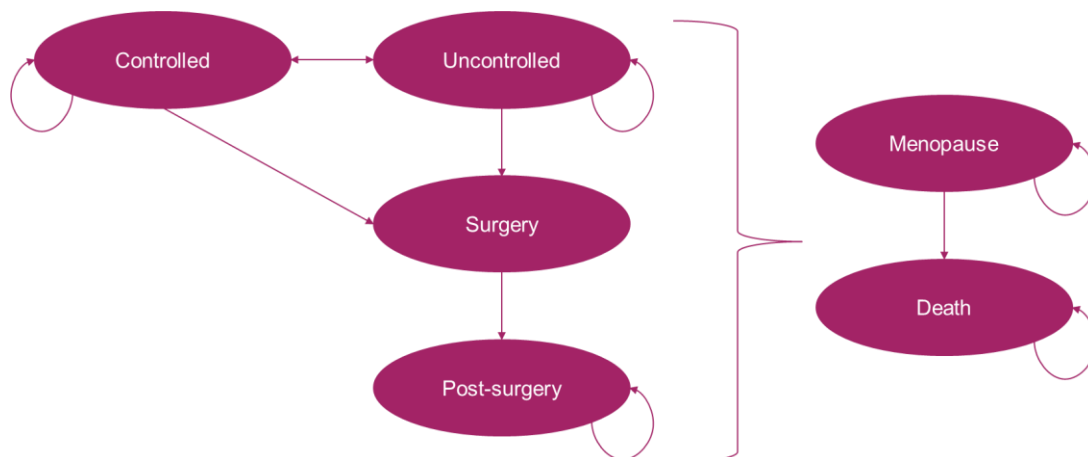 Controlled
Uncontrolled
Menopause
Surgery
Death
Post-surgery